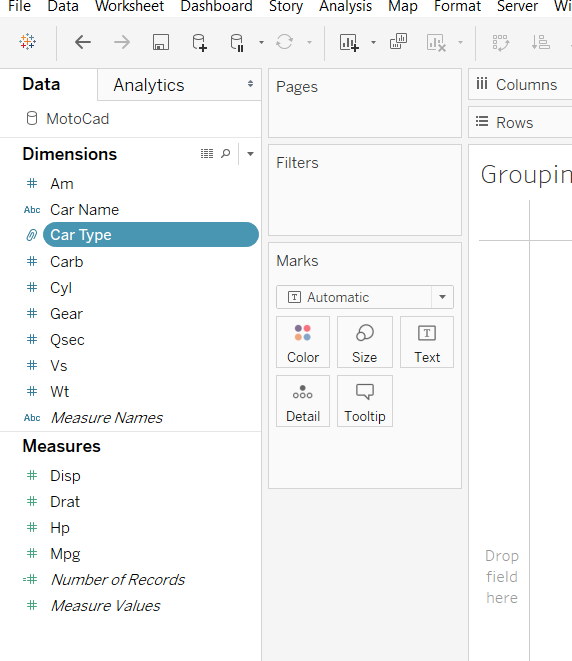 File Data Worksheet Dashboard Story Analysis Map Format Server
Data Analytics
MotoCad
Dimensions
Am
Abc Car Name
Car Type
Carb
Cyl
Gear
Qsec
Vs
Wt
Abc Measure Names
Measures
Disp
Drat
Hp
Mpg
Number of Records
Measure Values
Pages
Filters
Marks
T Automatic
Color Size T Text
Detail Tooltip
Columns
Rows
Groupin
Drop
field
here